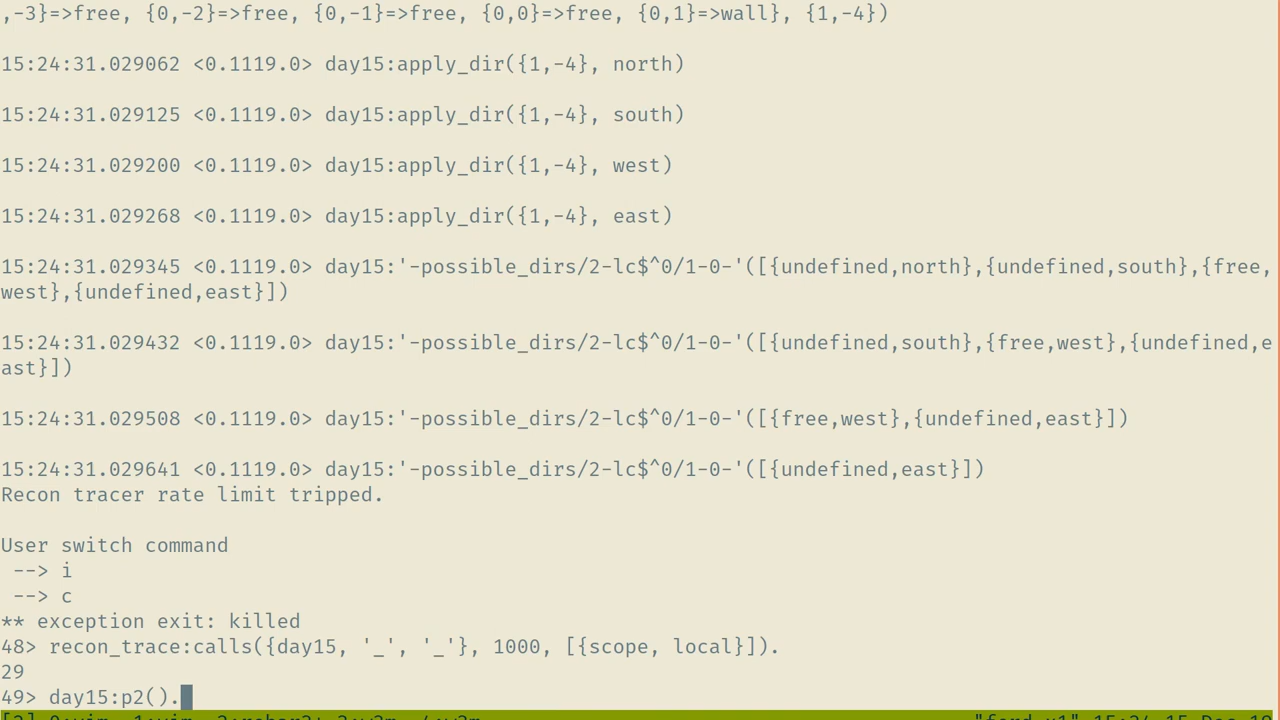 ,-3}=>free, {0,-2}=>free, {0,-1}=>free, {0,0}=>free, {0,1}=>wall}, {1,-4})
15:24:31.029062 <0.1119.0> day15:apply_dir({1,-4}, north)
15:24:31.029125 <0.1119.0> day15:apply_dir({1,-4}, south)
15:24:31.029200 <0.1119.0> day15:apply_dir({1,-4}, west)
15:24:31.029268 <0.1119.0> day15:apply_dir({1,-4}, east)
15:24:31.029345 <0.1119.0> day15:'-possible_dirs/2-lc$^0/1-0-'([{undefined,north},{undefined,south},{free,
west},{undefined,east}])
15:24:31.029432 <0.1119.0> day15:'-possible_dirs/2-lc$^0/1-0-'([{undefined,south},{free,west},{undefined,e
ast}])
15:24:31.029508 <0.1119.0> day15:'-possible_dirs/2-lc$^0/1-0-'([{free,west},{undefined,east}])
15:24:31.029641 <0.1119.0> day15:'-possible_dirs/2-lc$^0/1-0-'([{undefined,east}])
Recon tracer rate limit tripped.
User switch command
 --> i
 --> c
** exception exit: killed
48> recon_trace:calls({day15, '_', '_'}, 1000, [{scope, local}]).
29
49> day15:p2().